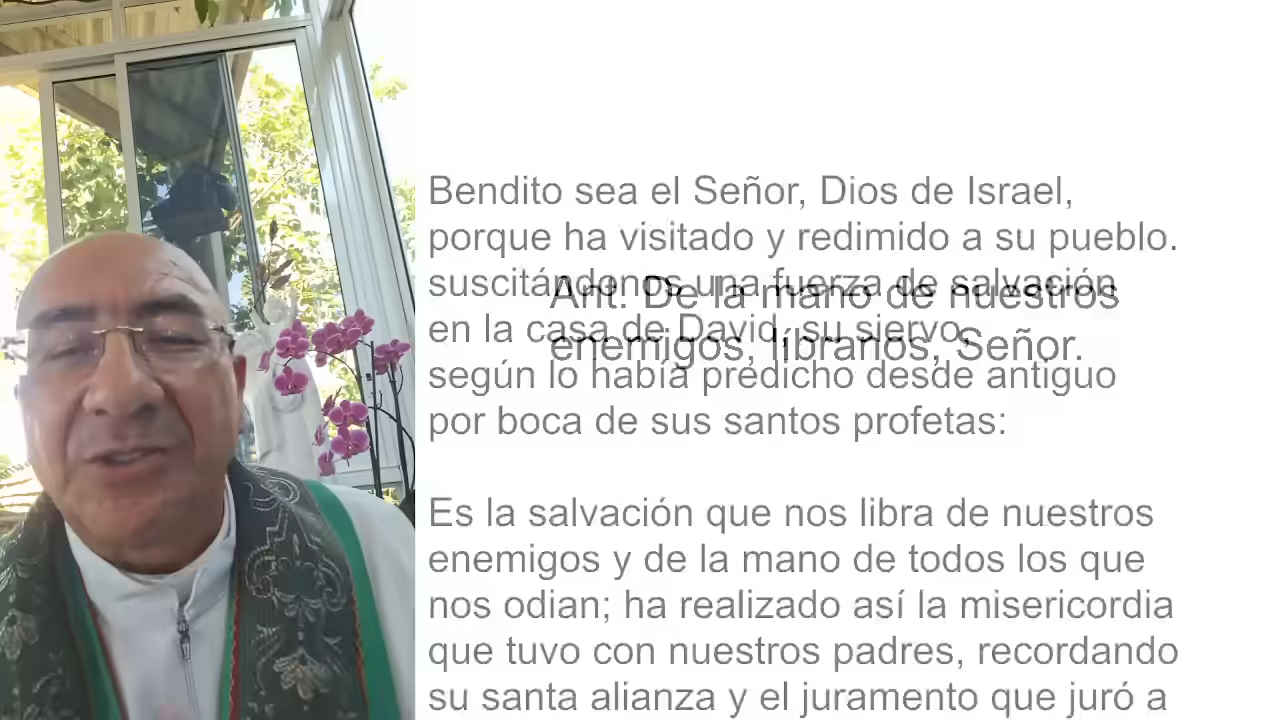 Bendito sea el Señor, Dios de Israel,
porque ha visitado y redimido a su pueblo.
suscitándonos una fuerza de salvación
en la casa de David, su siervo,
según lo había predicho desde antiguo
por boca de sus santos profetas:
Ant. De la mano de nuestros
enemigos, líbranos, Señor.
Es la salvación que nos libra de nuestros
enemigos y de la mano de todos los que
nos odian; ha realizado así la misericordia
que tuvo con nuestros padres, recordando
su santa alianza y el juramento que juró a